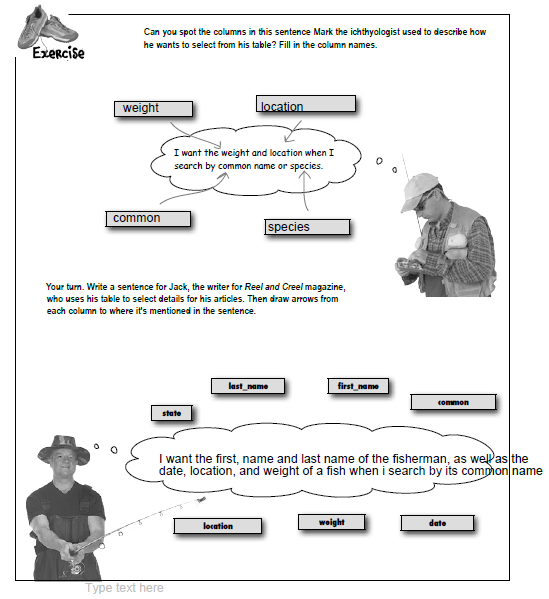 Can you spot the columns in this sentence Mark the ichthyologist used to describe how
he wants to select from his table? Fill in the column names.
Exercise
weight
location
I want the weight and location when I
search by common name or species.
common
species
Your turn. Write a sentence for Jack, the writer for Reel and Creel magazine,
who uses his table to select details for his articles. Then draw arrows from
each column to where it's mentioned in the sentence.
last_name
first_name
common
state
I want the first, name and last name of the fisherman, as well as the
date, location, and weight of a fish when i search by its common name
location
weight
date
Type text here